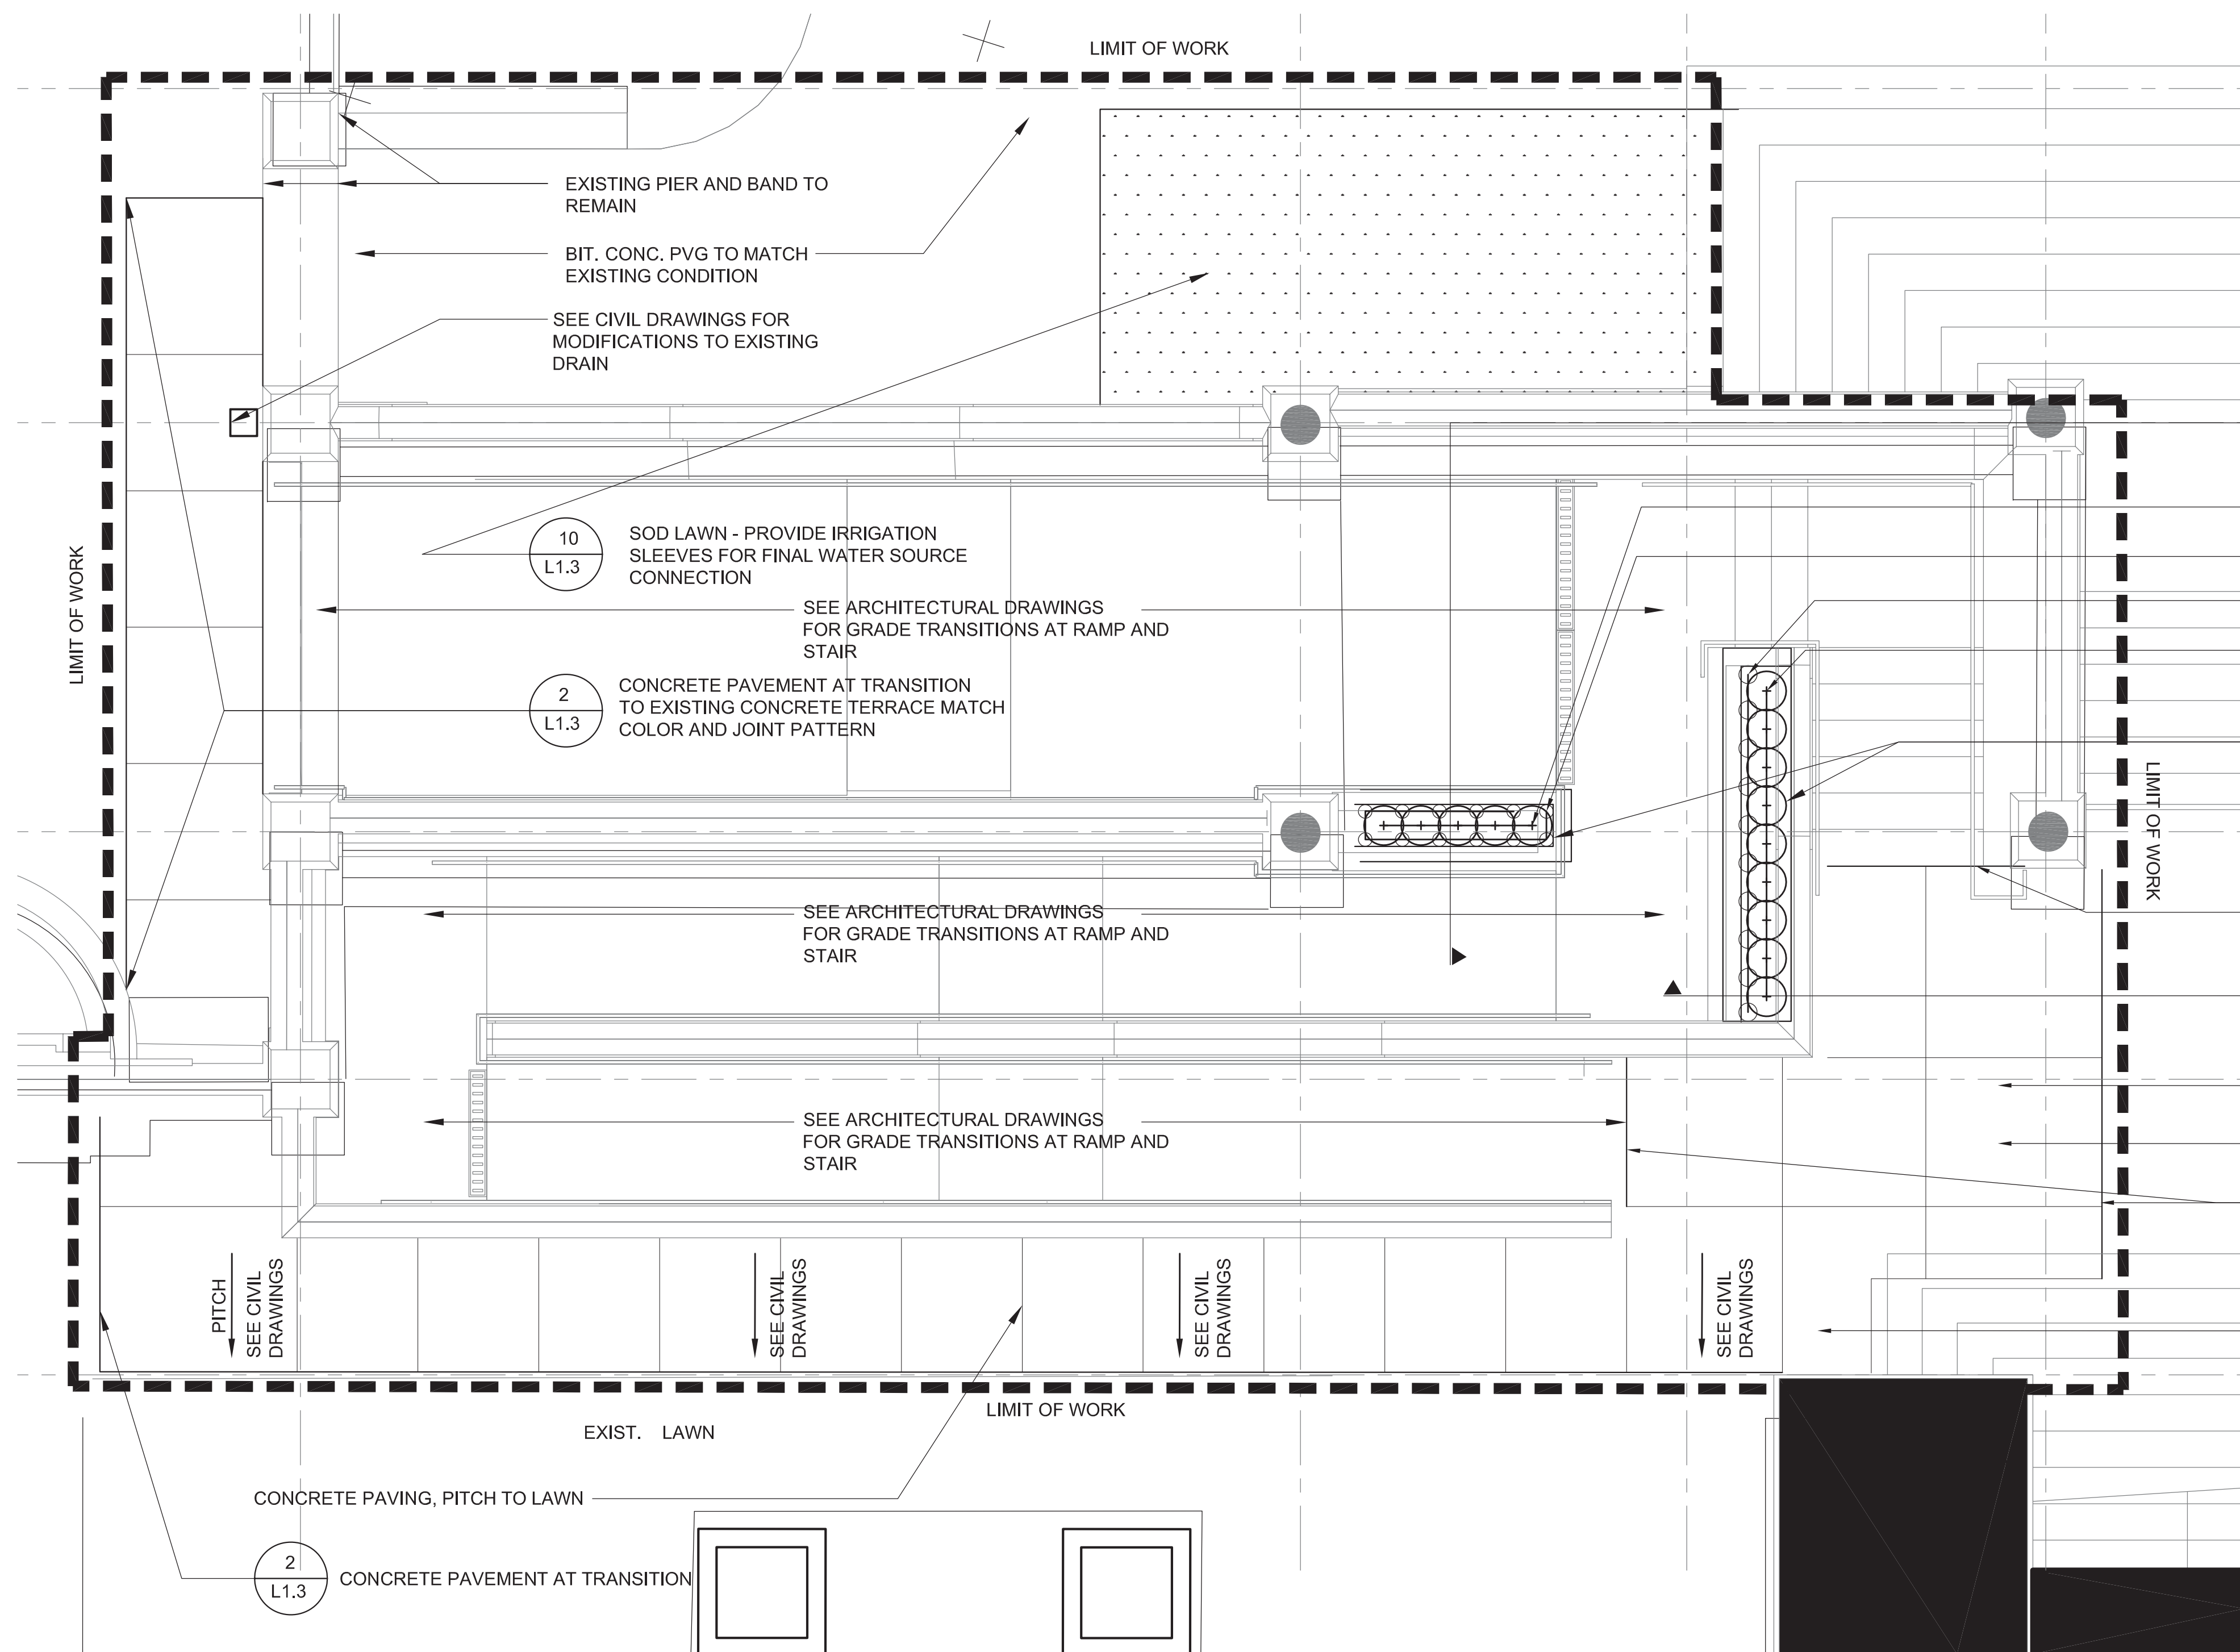 LIMIT OF WORK
EXISTING PIER AND BAND TO
REMAIN
BIT. CONC. PVG TO MATCH
EXISTING CONDITION
SEE CIVIL DRAWINGS FOR
MODIFICATIONS TO EXISTING
DRAIN
LIMIT OF WORK
10
L1.3
SOD LAWN - PROVIDE IRRIGATION
SLEEVES FOR FINAL WATER SOURCE
CONNECTION
SEE ARCHITECTURAL DRAWINGS
FOR GRADE TRANSITIONS AT RAMP AND
STAIR
2
L1.3
CONCRETE PAVEMENT AT TRANSITION
TO EXISTING CONCRETE TERRACE MATCH
COLOR AND JOINT PATTERN
LIMIT OF WORK
SEE ARCHITECTURAL DRAWINGS
FOR GRADE TRANSITIONS AT RAMP AND
STAIR
SEE ARCHITECTURAL DRAWINGS
FOR GRADE TRANSITIONS AT RAMP AND
STAIR
PITCH
SEE CIVIL
DRAWINGS
SEE CIVIL
DRAWINGS
SEE CIVIL
DRAWINGS
SEE CIVIL
DRAWINGS
LIMIT OF WORK
EXIST. LAWN
CONCRETE PAVING, PITCH TO LAWN
2
L1.3
CONCRETE PAVEMENT AT TRANSITION